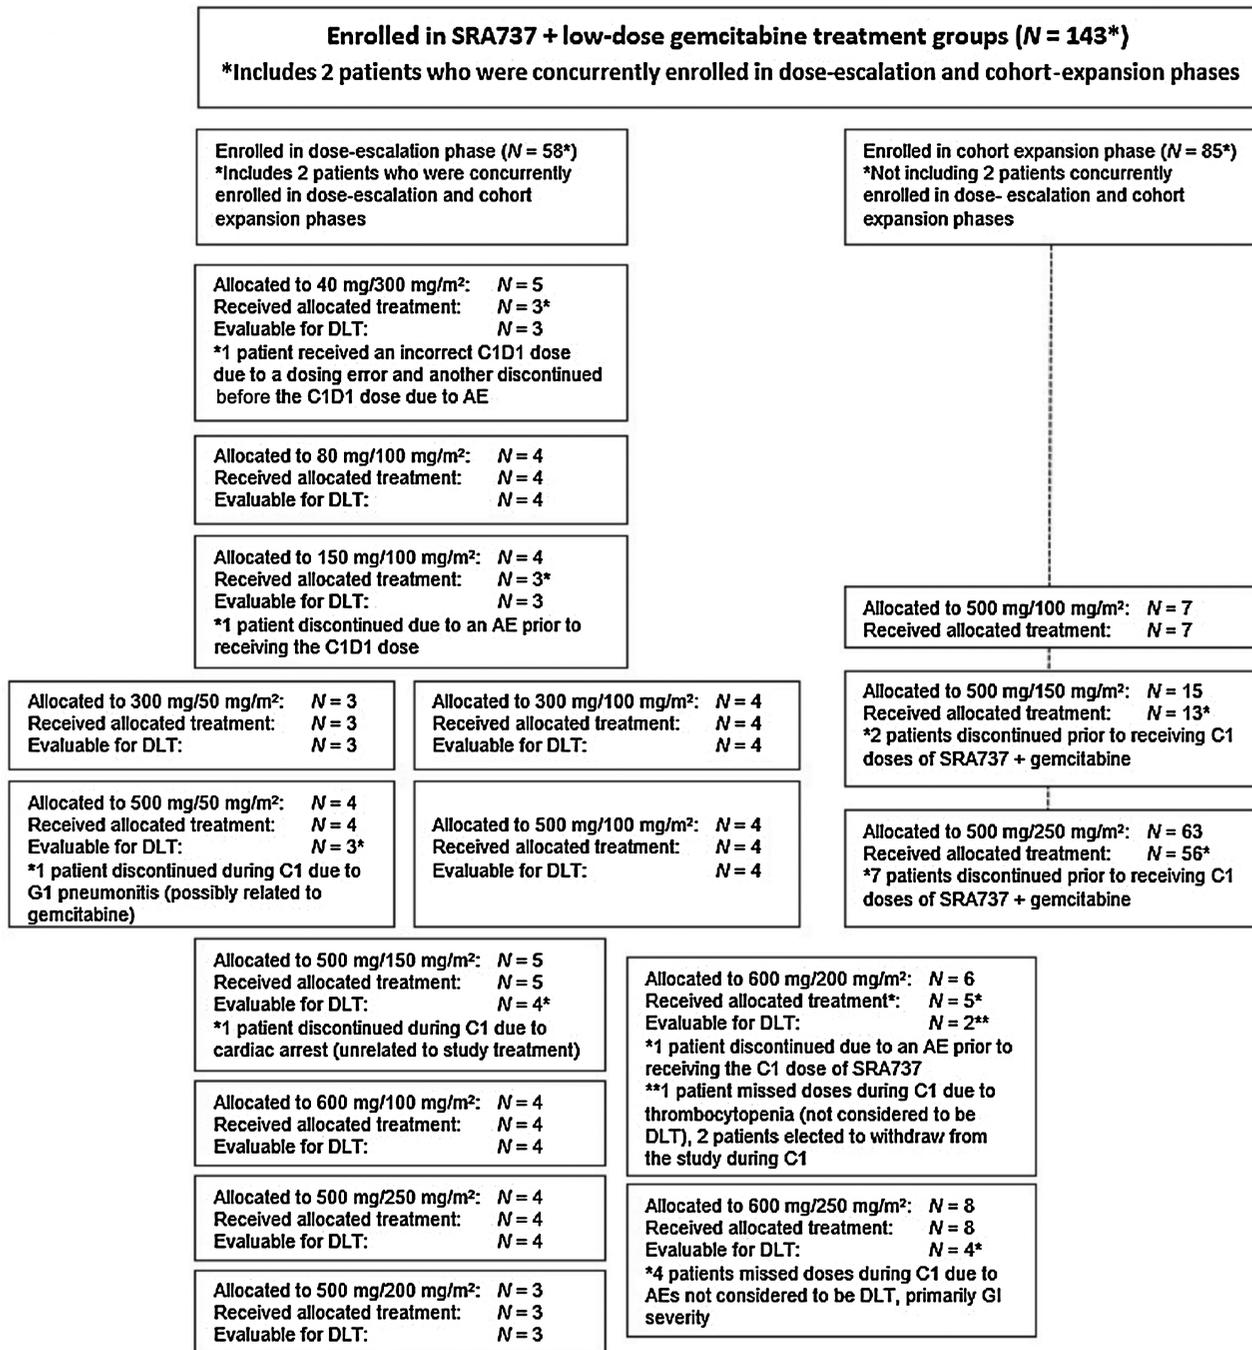 Enrolled in SRA737 + low-dose gemcitabine treatment groups (N = 143*)
*Includes 2 patients who were concurrently enrolled in dose-escalation and cohort-expansion phases
Enrolled in dose-escalation phase (N = 58*)
*Includes 2 patients who were concurrently
enrolled in dose-escalation and cohort
expansion phases
Enrolled in cohort expansion phase (N = 85*)
*Not including 2 patients concurrently
enrolled in dose- escalation and cohort
expansion phases
Allocated to 40 mg/300 mg/m²: N = 5
Received allocated treatment: N = 3*
Evaluable for DLT: N = 3
*1 patient received an incorrect C1D1 dose
due to a dosing error and another discontinued
before the C1D1 dose due to AE
Allocated to 80 mg/100 mg/m²: N = 4
Received allocated treatment: N = 4
Evaluable for DLT: N = 4
Allocated to 150 mg/100 mg/m²: N = 4
Received allocated treatment: N = 3*
Evaluable for DLT: N = 3
*1 patient discontinued due to an AE prior to
receiving the C1D1 dose
Allocated to 500 mg/100 mg/m²: N = 7
Received allocated treatment: N = 7
Allocated to 300 mg/50 mg/m²: N = 3
Received allocated treatment: N = 3
Evaluable for DLT: N = 3
Allocated to 300 mg/100 mg/m²: N = 4
Received allocated treatment: N = 4
Evaluable for DLT: N = 4
Allocated to 500 mg/150 mg/m²: N = 15
Received allocated treatment: N = 13*
*2 patients discontinued prior to receiving C1
doses of SRA737 + gemcitabine
Allocated to 500 mg/50 mg/m²: N = 4
Received allocated treatment: N = 4
Evaluable for DLT: N = 3*
*1 patient discontinued during C1 due to
G1 pneumonitis (possibly related to
gemcitabine)
Allocated to 500 mg/100 mg/m²: N = 4
Received allocated treatment: N = 4
Evaluable for DLT: N = 4
Allocated to 500 mg/250 mg/m²: N = 63
Received allocated treatment: N = 56*
*7 patients discontinued prior to receiving C1
doses of SRA737 + gemcitabine
Allocated to 500 mg/150 mg/m²: N = 5
Received allocated treatment: N = 5
Evaluable for DLT: N = 4*
*1 patient discontinued during C1 due to
cardiac arrest (unrelated to study treatment)
Allocated to 600 mg/200 mg/m²: N = 6
Received allocated treatment*: N = 5*
Evaluable for DLT: N = 2**
*1 patient discontinued due to an AE prior to
receiving the C1 dose of SRA737
**1 patient missed doses during C1 due to
thrombocytopenia (not considered to be
DLT), 2 patients elected to withdraw from
the study during C1
Allocated to 600 mg/100 mg/m²: N = 4
Received allocated treatment: N = 4
Evaluable for DLT: N = 4
Allocated to 500 mg/250 mg/m²: N = 4
Received allocated treatment: N = 4
Evaluable for DLT: N = 4
Allocated to 600 mg/250 mg/m²: N = 8
Received allocated treatment: N = 8
Evaluable for DLT: N = 4*
*4 patients missed doses during C1 due to
AEs not considered to be DLT, primarily GI
severity
Allocated to 500 mg/200 mg/m²: N = 3
Received allocated treatment: N = 3
Evaluable for DLT: N = 3